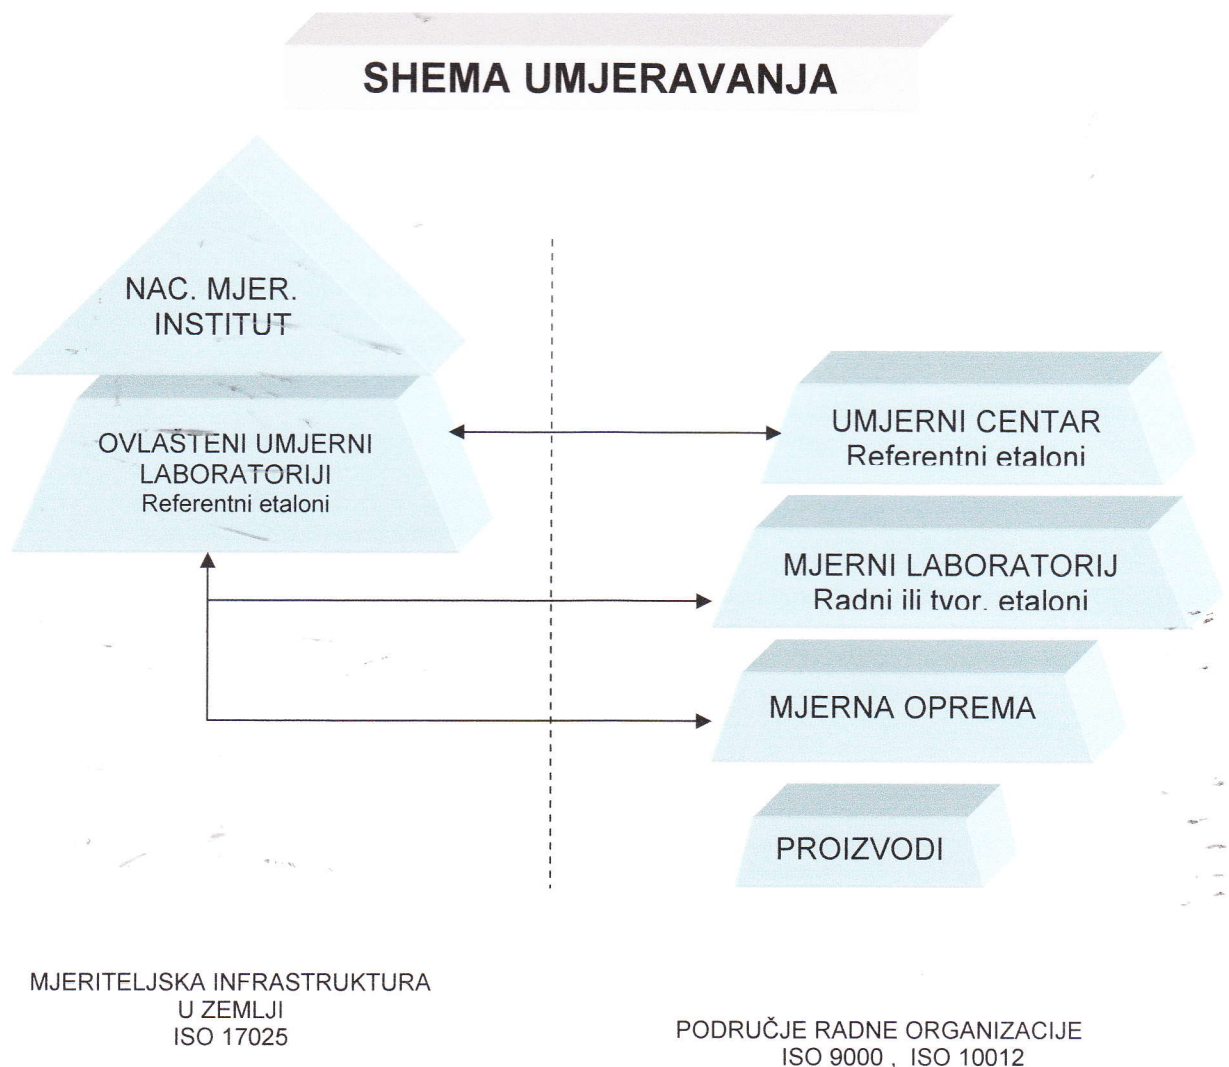 SHEMA UMJERAVANJA
NAC. MJER.
INSTITUT
OVLAŠTENI UMJERNI
LABORATORIJI
Referentni etaloni
UMJERNI CENTAR
Referentni etaloni
MJERNI LABORATORIJ
Radni ili tvor. etaloni
MJERNA OPREMA
PROIZVODI
MJERITELJSKA INFRASTRUKTURA
U ZEMLJI
ISO 17025
PODRUČJE RADNE ORGANIZACIJE
ISO 9000 , ISO 10012